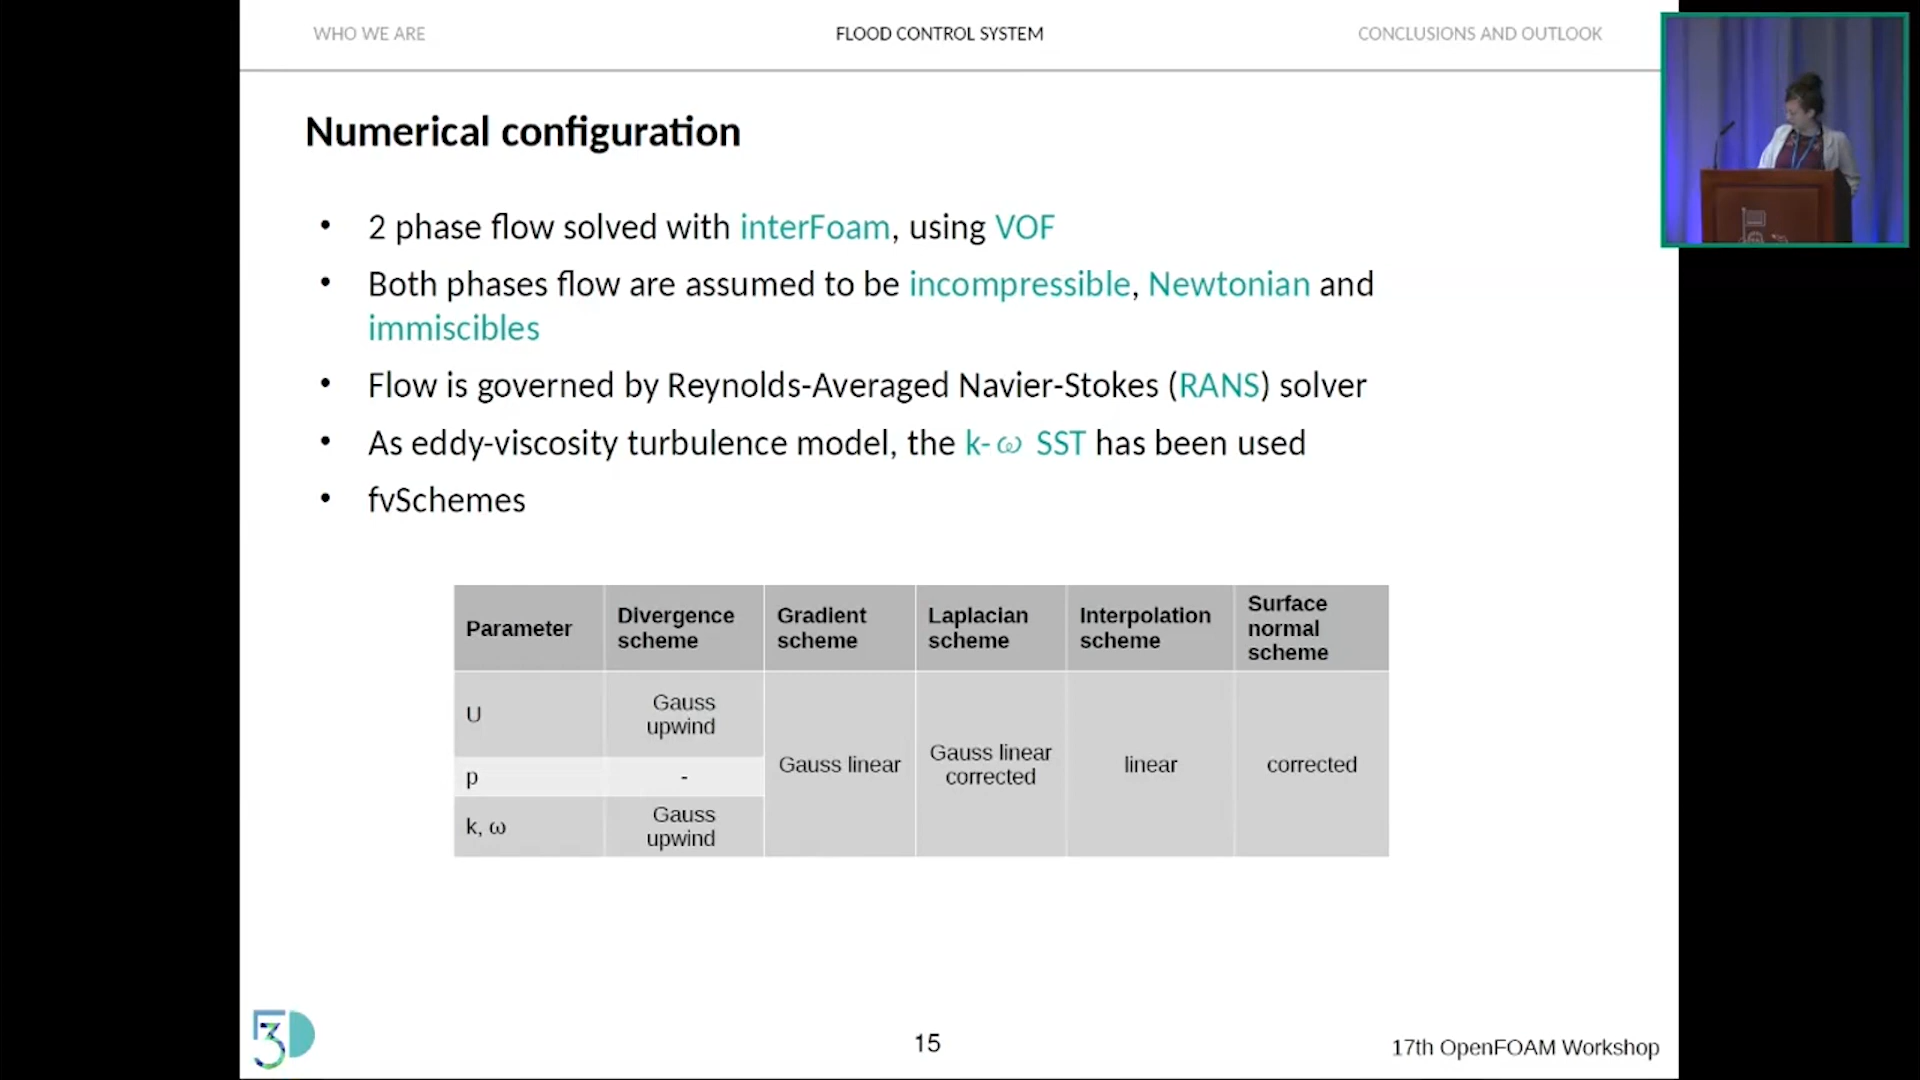 WHO WE ARE
FLOOD CONTROL SYSTEM
CONCLUSIONS AND OUTLOOK
Numerical configuration
• 2 phase flow solved with interFoam, using VOF
• Both phases flow are assumed to be incompressible, Newtonian and
immiscibles
• Flow is governed by Reynolds-Averaged Navier-Stokes (RANS) solver
• As eddy-viscosity turbulence model, the k-ω SST has been used
• fvSchemes
Parameter
Divergence
scheme
Gradient
scheme
Laplacian
scheme
Interpolation
scheme
Surface
normal
scheme
U
Gauss
upwind
p
-
k, ω
Gauss
upwind
Gauss linear
Gauss linear
corrected
linear
corrected
53D
15
17th OpenFOAM Workshop